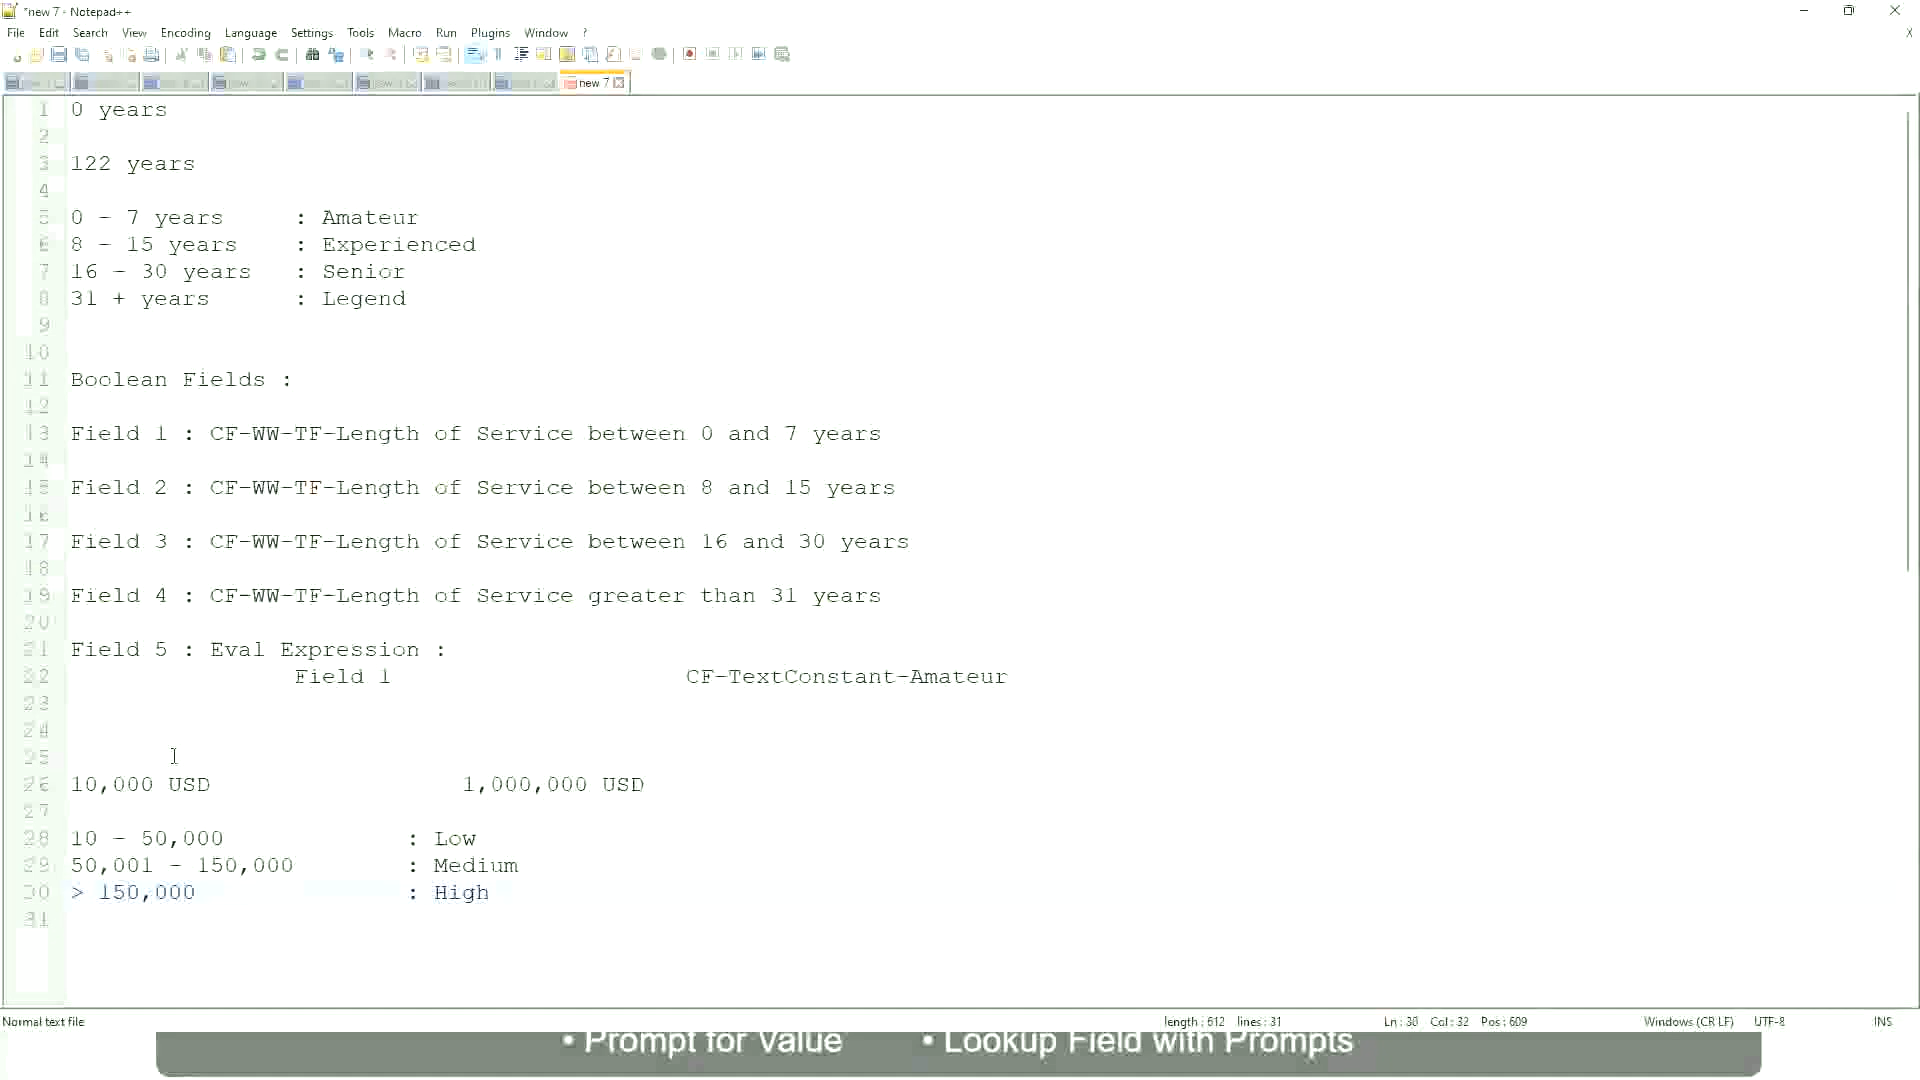 *new 7 - Notepad++
File Edit Search View Encoding Language Settings Tools Macro Run Plugins Window ?
X
new 7
1 0 years
2
3 122 years
4
5 0 - 7 years : Amateur
6 8 - 15 years : Experienced
7 16 - 30 years : Senior
8 31 + years : Legend
9
10
11 Boolean Fields :
12
13 Field 1 : CF-WW-TF-Length of Service between 0 and 7 years
14
15 Field 2 : CF-WW-TF-Length of Service between 8 and 15 years
16
17 Field 3 : CF-WW-TF-Length of Service between 16 and 30 years
18
19 Field 4 : CF-WW-TF-Length of Service greater than 31 years
20
21 Field 5 : Eval Expression :
22 Field 1 CF-TextConstant-Amateur
23
24
25
26 10,000 USD 1,000,000 USD
27
28 10 - 50,000 : Low
29 50,001 - 150,000 : Medium
30 > 150,000 : High
31
Normal text file length : 612 lines : 31 Ln : 30 Col : 32 Pos : 609 Windows (CR LF) UTF-8 INS
• Prompt for Value • Lookup Field with Prompts